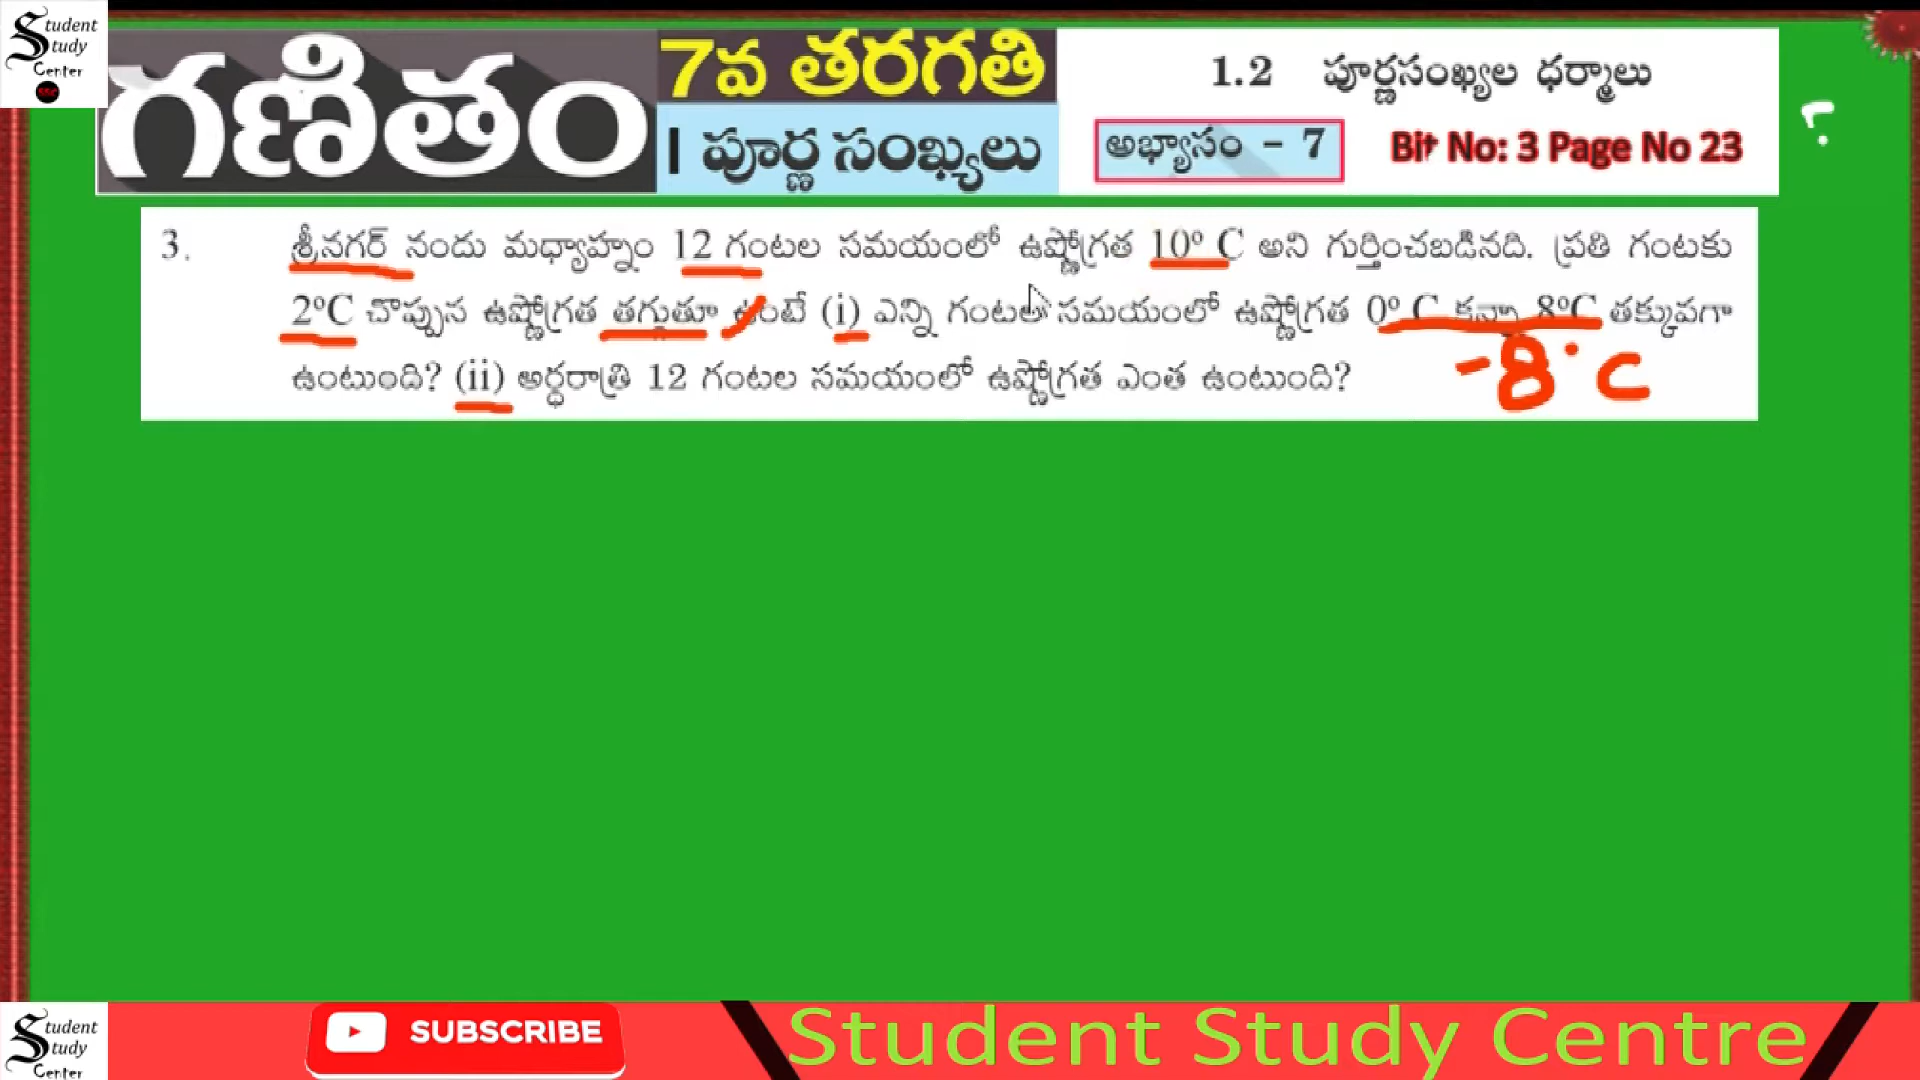 Student
Study
Center
SSC
గణితం
7వ తరగతి
I పూర్ణ సంఖ్యలు
1.2 పూర్ణసంఖ్యల ధర్మాలు
అభ్యాసం - 7
Bit No: 3 Page No 23
?
3. శ్రీనగర్ నందు మధ్యాహ్నం 12 గంటల సమయంలో ఉష్ణోగ్రత 10° C అని గుర్తించబడినది. ప్రతి గంటకు
2°C చొప్పున ఉష్ణోగ్రత తగ్గుతూ ఉంటే (i) ఎన్ని గంటల సమయంలో ఉష్ణోగ్రత 0° C కన్నా 8°C తక్కువగా
ఉంటుంది? (ii) అర్ధరాత్రి 12 గంటల సమయంలో ఉష్ణోగ్రత ఎంత ఉంటుంది?
-8°C
Student
Study
Center
SUBSCRIBE
Student Study Centre